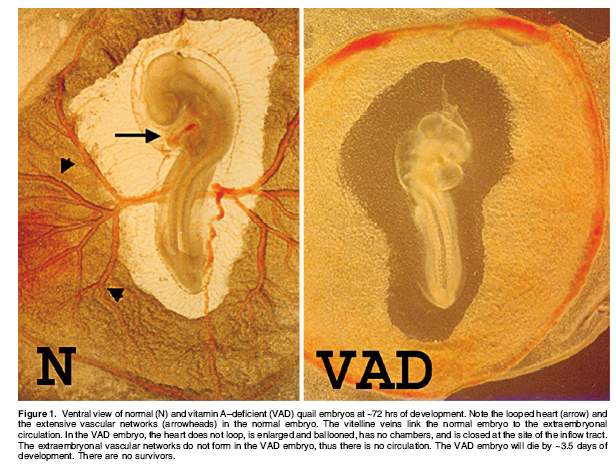 N
VAD
Figure 1. Ventral view of normal (N) and vitamin A–deficient (VAD) quail embryos at ~72 hrs of development. Note the looped heart (arrow) and
the extensive vascular networks (arrowheads) in the normal embryo. The vitelline veins link the normal embryo to the extraembryonal
circulation. In the VAD embryo, the heart does not loop, is enlarged and ballooned, has no chambers, and is closed at the site of the inflow tract.
The extraembryonal vascular networks do not form in the VAD embryo, thus there is no circulation. The VAD embryo will die by ~3.5 days of
development. There are no survivors.